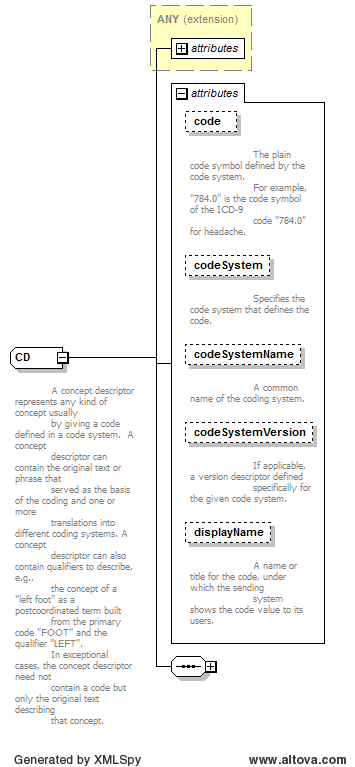 ANY (extension)
attributes
attributes
code
The plain
code symbol defined by the
code system.
For example,
"784.0" is the code symbol
of the ICD-9
code "784.0"
for headache.
codeSystem
Specifies the
code system that defines the
code.
codeSystemName
A common
name of the coding system.
codeSystemVersion
If applicable,
a version descriptor defined
specifically for
the given code system.
displayName
A name or
title for the code, under
which the sending
system
shows the code value to its
users.
CD
A concept descriptor
represents any kind of
concept usually
by giving a code
defined in a code system. A
concept
descriptor can
contain the original text or
phrase that
served as the basis
of the coding and one or
more
translations into
different coding systems. A
concept
descriptor can also
contain qualifiers to describe,
e.g.,
the concept of a
"left foot" as a
postcoordinated term built
from the primary
code "FOOT" and the
qualifier "LEFT".
In exceptional
cases, the concept descriptor
need not
contain a code but
only the original text
describing
that concept.
Generated by XMLSpy
www.altova.com